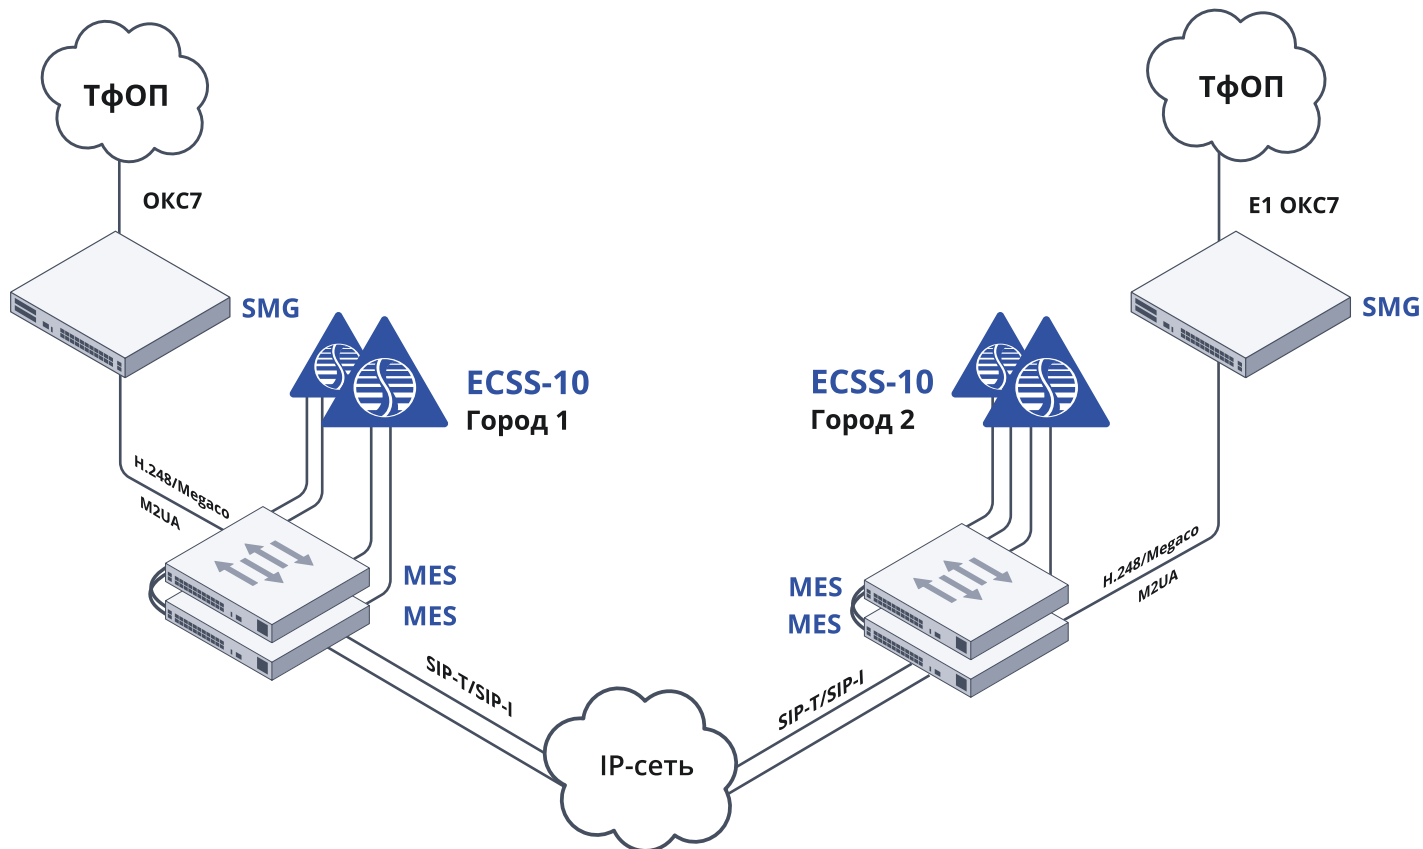 ТфОП
ТфОП
ОКС7
E1 ОКС7
SMG
SMG
ECSS-10
Город 1
ECSS-10
Город 2
H.248/Megaco
M2UA
H.248/Megaco
M2UA
MES
MES
MES
MES
SIP-T/SIP-I
SIP-T/SIP-I
IP-сеть